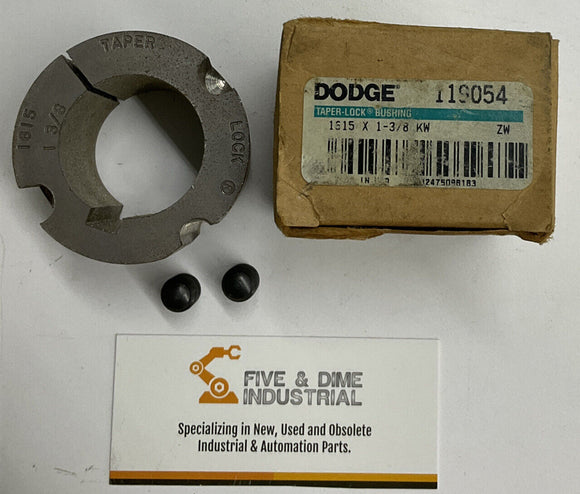 TAPER
LOCK
1615
1 3/8
DODGE® 119054
TAPER-LOCK® BUSHING
1615 X 1-3/8 KW ZW
FIVE & DIME
INDUSTRIAL
Specializing in New, Used and Obsolete
Industrial & Automation Parts.